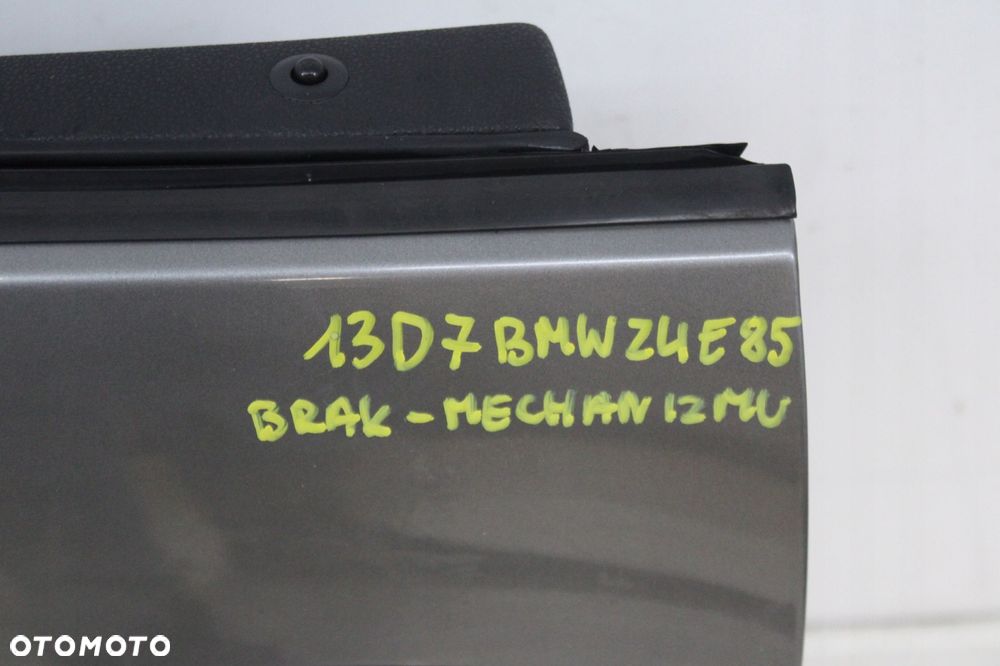 13D7 BMW Z4 E85
BRAK - MECHANIZMU
OTOMOTO